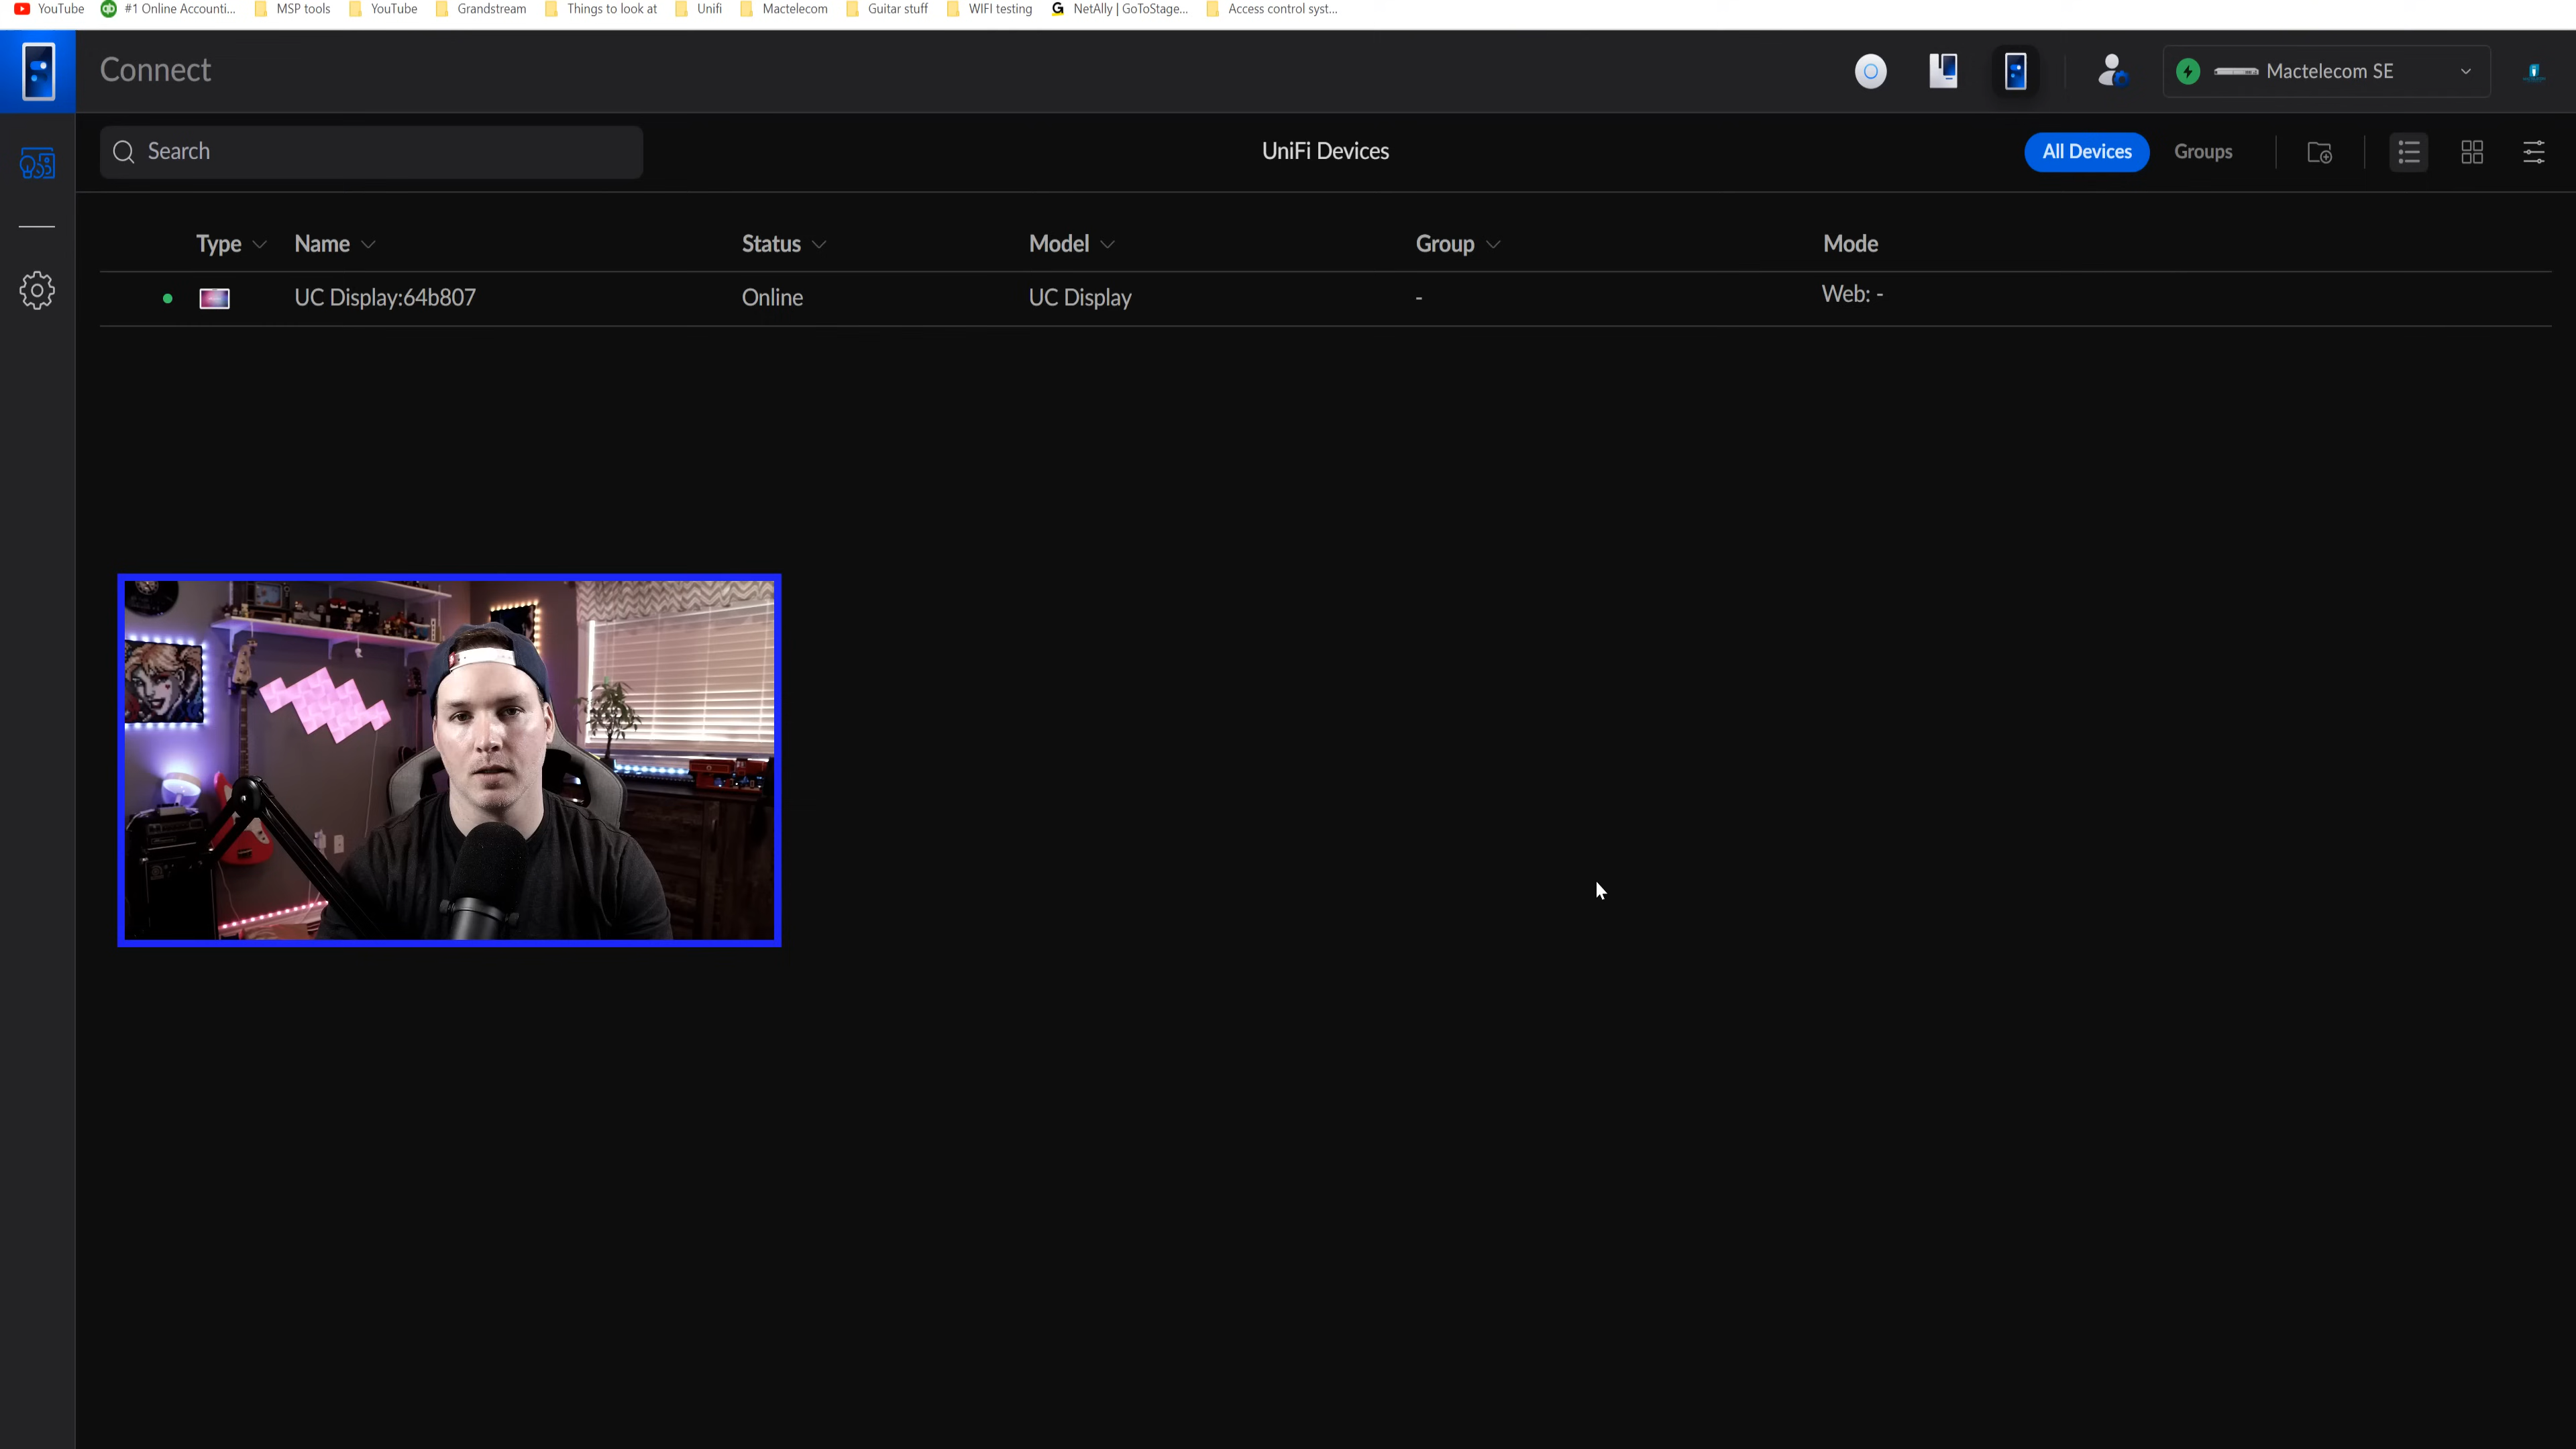 YouTube #1 Online Accounti... MSP tools YouTube Grandstream Things to look at Unifi Mactelecom Guitar stuff WIFI testing NetAlly | GoToStage... Access control syst...
Connect Mactelecom SE
Search UniFi Devices All Devices Groups
Type Name Status Model Group Mode
UC Display:64b807 Online UC Display - Web: -